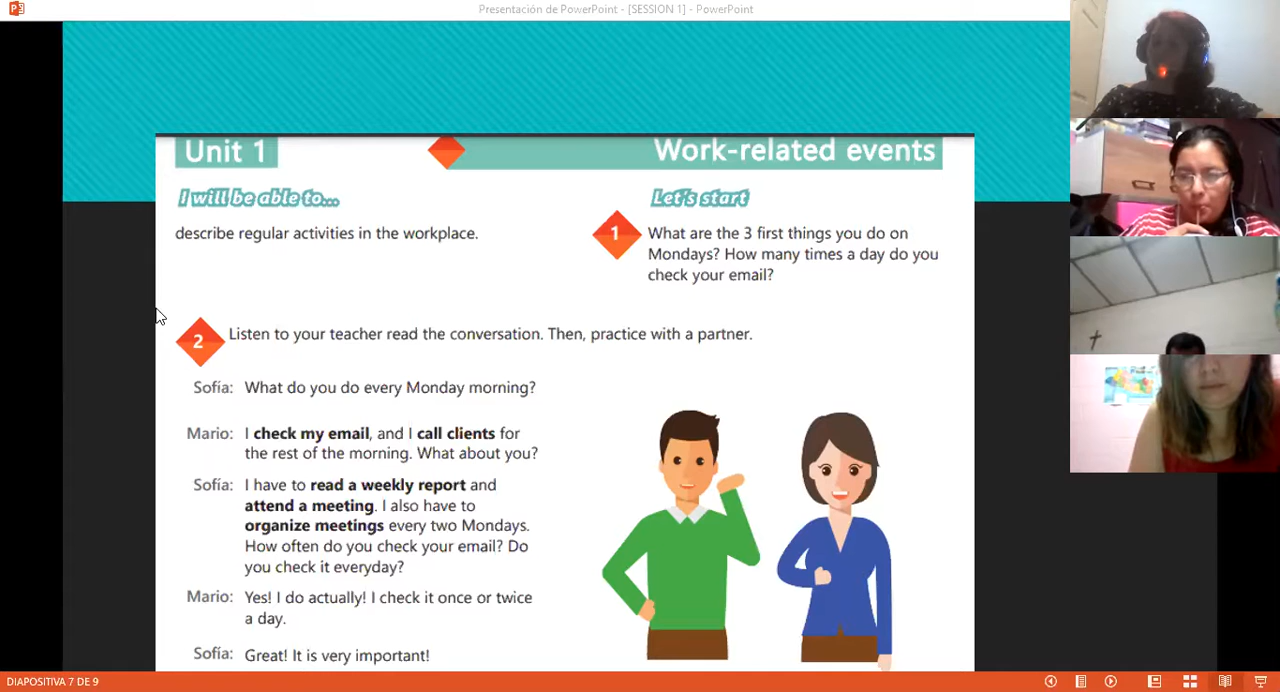 Presentación de PowerPoint - [SESSION 1] - PowerPoint
Unit 1
Work-related events
I will be able to...
describe regular activities in the workplace.
Let's start
1
What are the 3 first things you do on
Mondays? How many times a day do you
check your email?
2
Listen to your teacher read the conversation. Then, practice with a partner.
Sofía: What do you do every Monday morning?
Mario: I check my email, and I call clients for
the rest of the morning. What about you?
Sofía: I have to read a weekly report and
attend a meeting. I also have to
organize meetings every two Mondays.
How often do you check your email? Do
you check it everyday?
Mario: Yes! I do actually! I check it once or twice
a day.
Sofía: Great! It is very important!
DIAPOSITIVA 7 DE 9